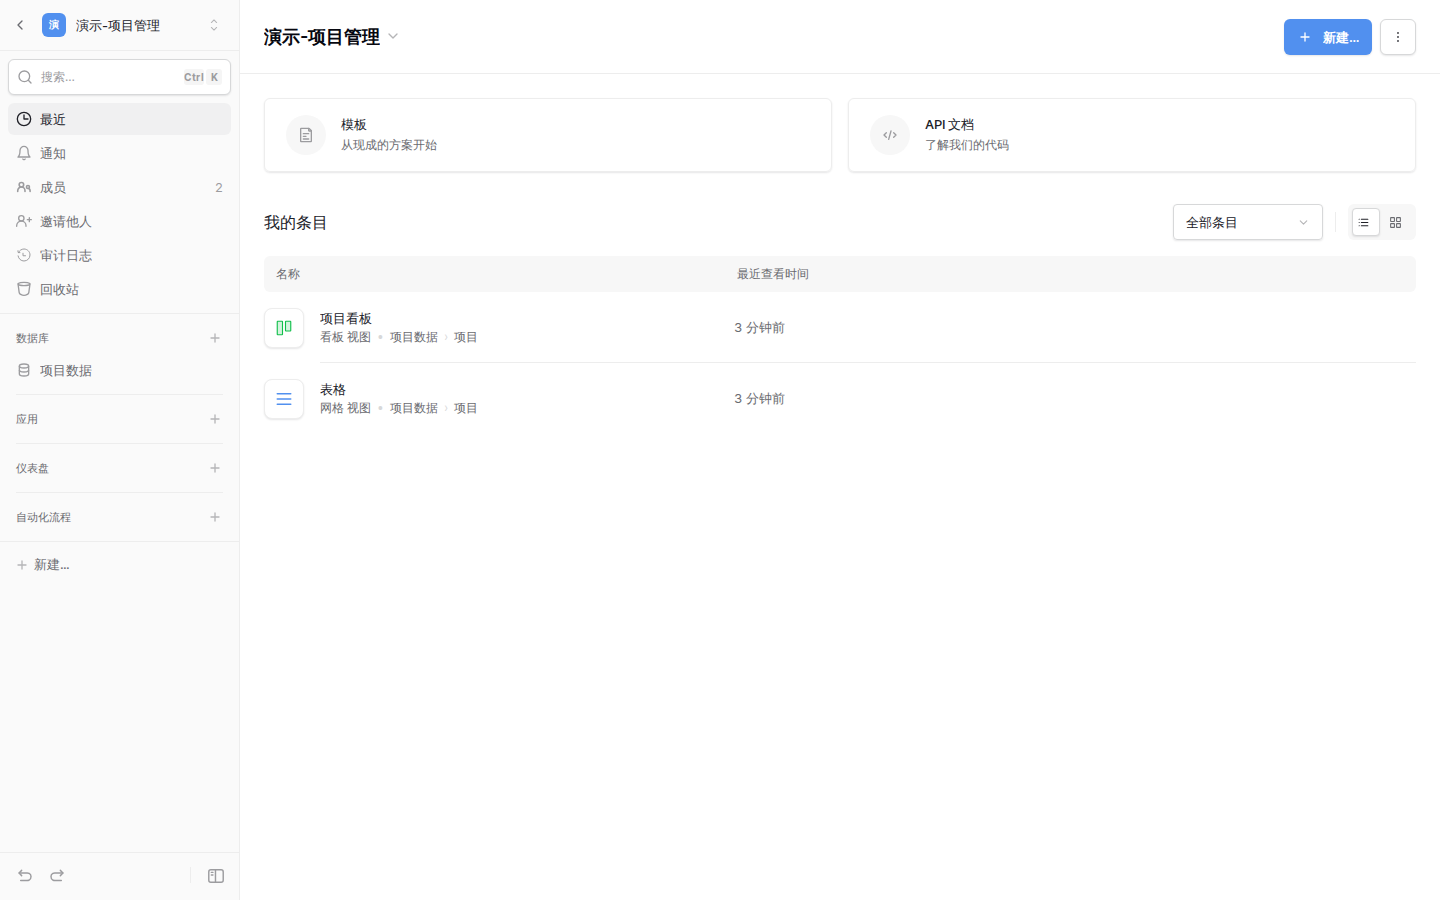 演
演示-项目管理
搜索...
Ctrl K
最近
通知
成员 2
邀请他人
审计日志
回收站
数据库
项目数据
应用
仪表盘
自动化流程
新建...
演示-项目管理
新建...
模板
从现成的方案开始
API 文档
了解我们的代码
我的条目
全部条目
名称 最近查看时间
项目看板
看板 视图 项目数据 项目
3 分钟前
表格
网格 视图 项目数据 项目
3 分钟前